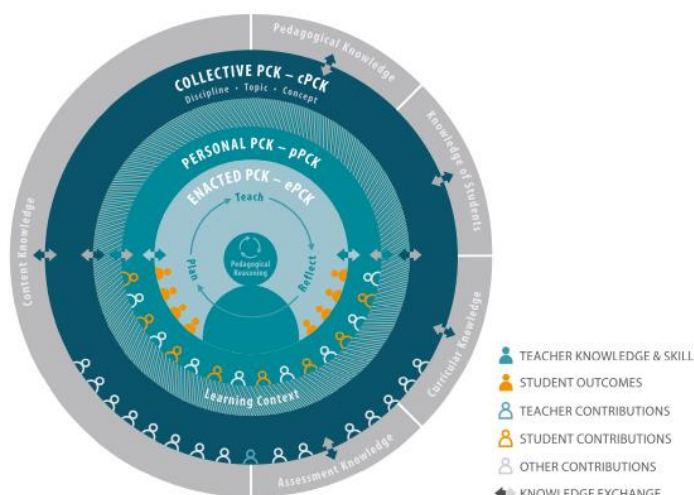 Pedagogical Knowledge
COLLECTIVE PCK – cPCK
Discipline • Topic • Concept
Knowledge of Students
PERSONAL PCK – pPCK
ENACTED PCK – ePCK
Teach
Content Knowledge
Pedagogical
Reasoning
Plan
Reflect
Curricular Knowledge
Learning Context
Assessment Knowledge
TEACHER KNOWLEDGE & SKILL
STUDENT OUTCOMES
TEACHER CONTRIBUTIONS
STUDENT CONTRIBUTIONS
OTHER CONTRIBUTIONS
KNOWLEDGE EXCHANGE